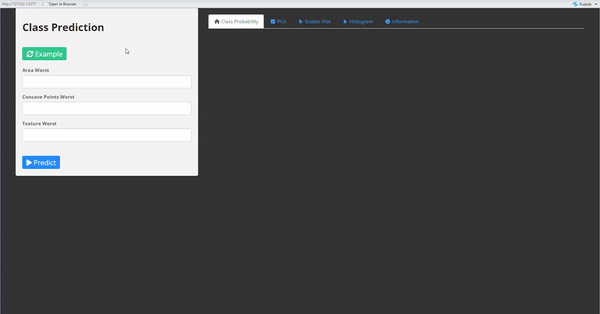 http://127.0.0.1:3277 Open in Browser Publish
Class Prediction
Example
Area Worst
Concave Points Worst
Texture Worst
Predict
Class Probability PCA Scatter Plot Histogram Information